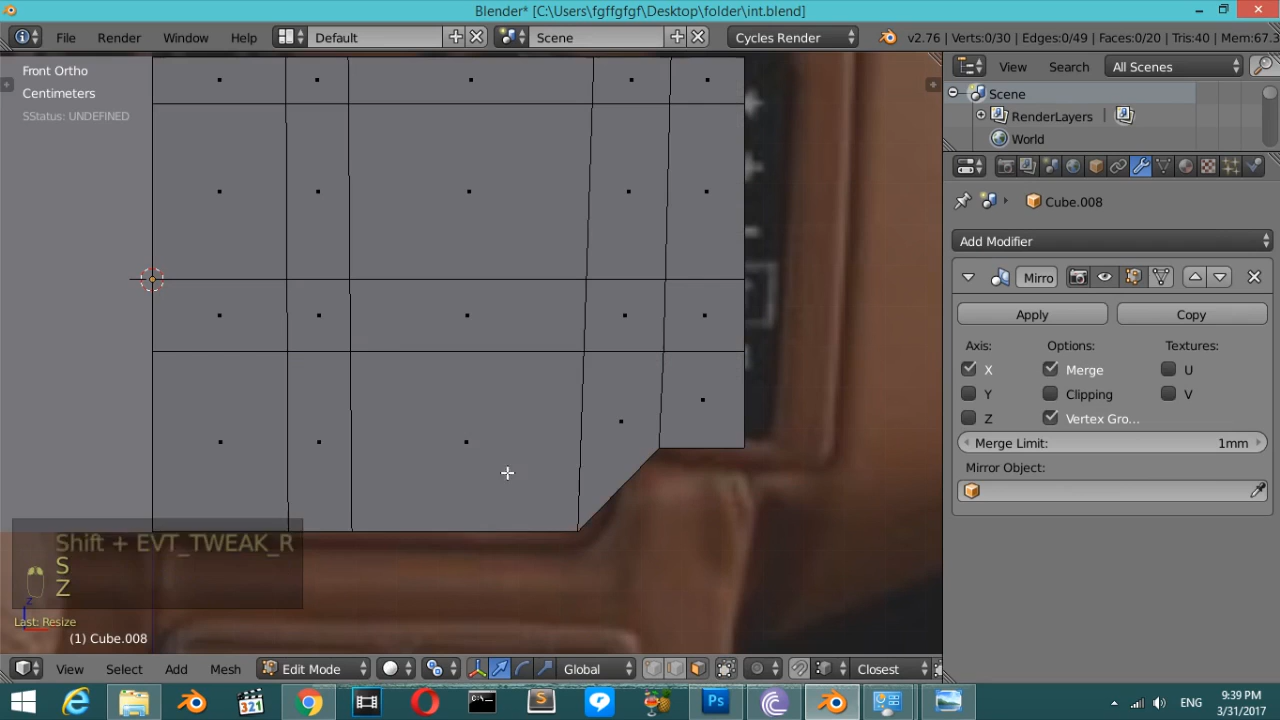 Blender* [C:\Users\fgffgfgf\Desktop\folder\int.blend]
File Render Window Help Default Scene Cycles Render v2.76 | Verts:0/30 | Edges:0/49 | Faces:0/20 | Tris:40 | Mem:67.3
Front Ortho
Centimeters
SStatus: UNDEFINED
View Search All Scenes
Scene
RenderLayers
World
Cube.008
Add Modifier
Mirro
Apply Copy
Axis: Options: Textures:
X Merge U
Y Clipping V
Z Vertex Gro...
Merge Limit: 1mm
Mirror Object:
Shift + EVT_TWEAK_R
S
Z
Last: Resize
(1) Cube.008
View Select Add Mesh Edit Mode Global Closest
321
Ps
ENG
9:39 PM
3/31/2017